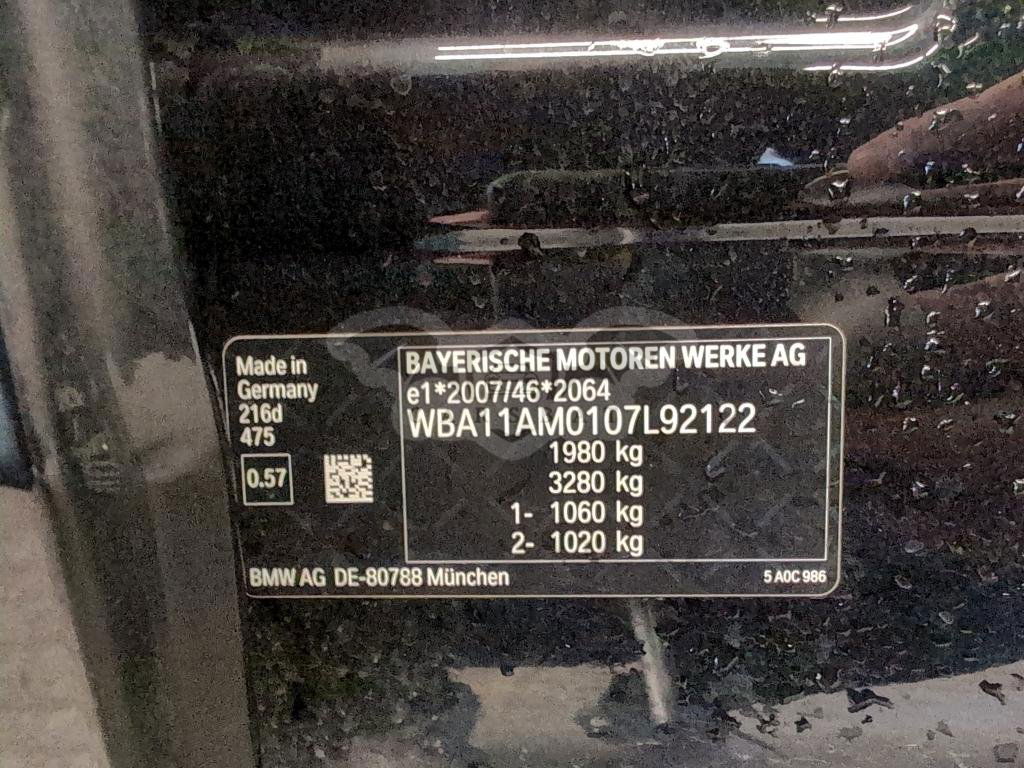 Made in
Germany
216d
475
0.57
BAYERISCHE MOTOREN WERKE AG
e1*2007/46*2064
WBA11AM0107L92122
1980 kg
3280 kg
1- 1060 kg
2- 1020 kg
BMW AG DE-80788 München
5 A0C 986